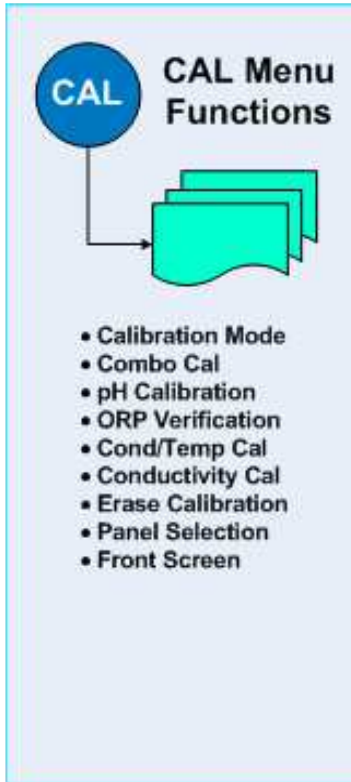 CAL
CAL Menu
Functions
• Calibration Mode
• Combo Cal
• pH Calibration
• ORP Verification
• Cond/Temp Cal
• Conductivity Cal
• Erase Calibration
• Panel Selection
• Front Screen